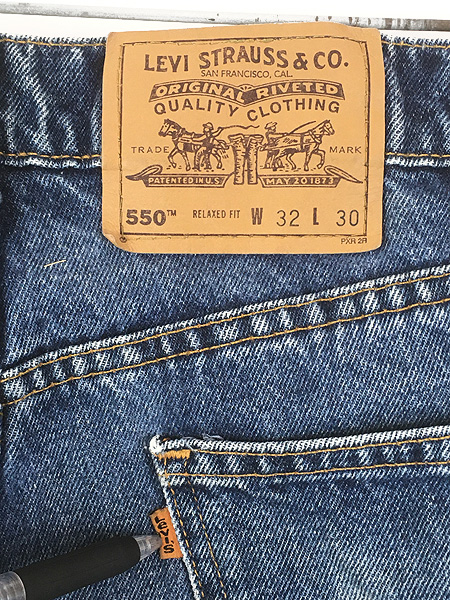 LEVI STRAUSS & CO.
SAN FRANCISCO, CAL.
ORIGINAL RIVETED
QUALITY CLOTHING
TRADE MARK
PATENTED IN U.S. MAY 20 1873
550™ RELAXED FIT W 32 L 30
PXR 2R
LEVI'S